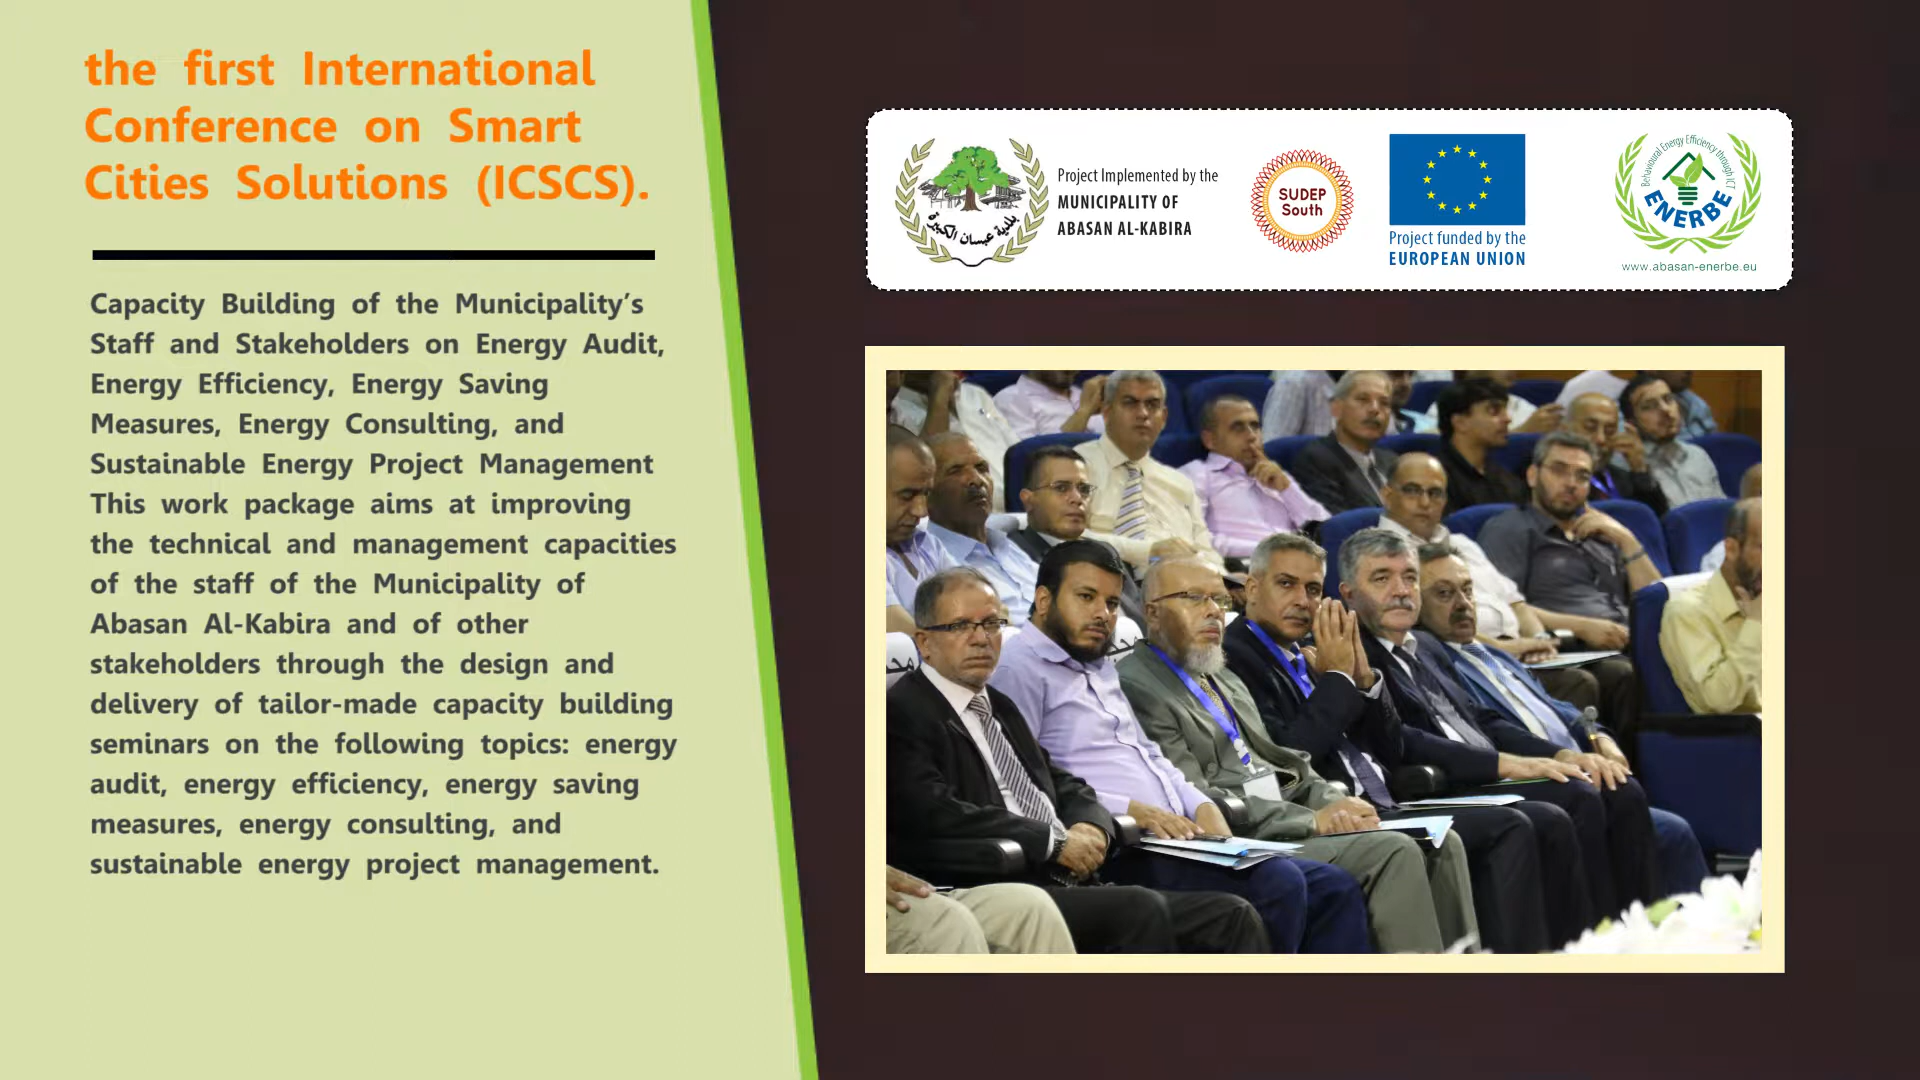 the first International
Conference on Smart
Cities Solutions (ICSCS).
Capacity Building of the Municipality’s
Staff and Stakeholders on Energy Audit,
Energy Efficiency, Energy Saving
Measures, Energy Consulting, and
Sustainable Energy Project Management
This work package aims at improving
the technical and management capacities
of the staff of the Municipality of
Abasan Al-Kabira and of other
stakeholders through the design and
delivery of tailor-made capacity building
seminars on the following topics: energy
audit, energy efficiency, energy saving
measures, energy consulting, and
sustainable energy project management.
بلدية عبسان الكبيرة
Project Implemented by the
MUNICIPALITY OF
ABASAN AL-KABIRA
SUDEP
South
Project funded by the
EUROPEAN UNION
Behavioural Energy Efficiency through ICT
ENERBE
www.abasan-enerbe.eu